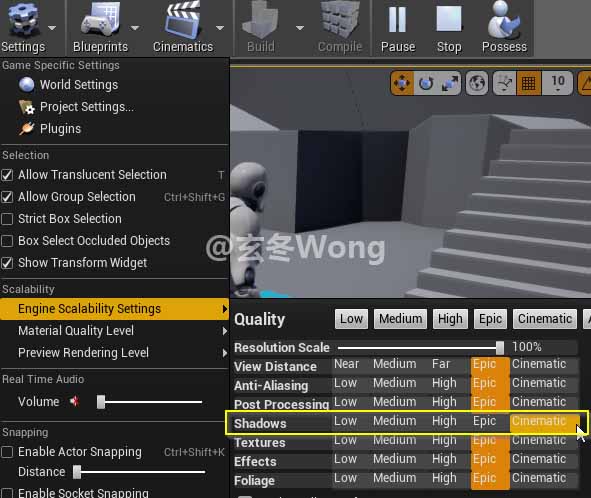 Settings Blueprints Cinematics Build Compile Pause Stop Possess
Game Specific Settings
World Settings
Project Settings...
Plugins
Selection
Allow Translucent Selection T
Allow Group Selection Ctrl+Shift+G
Strict Box Selection
Box Select Occluded Objects
Show Transform Widget
Scalability
Engine Scalability Settings
Material Quality Level
Preview Rendering Level
Real Time Audio
Volume
Snapping
Enable Actor Snapping Ctrl+Shift+K
Distance
Enable Socket Snapping
10
@玄冬Wong
Quality Low Medium High Epic Cinematic
Resolution Scale 100%
View Distance Near Medium Far Epic Cinematic
Anti-Aliasing Low Medium High Epic Cinematic
Post Processing Low Medium High Epic Cinematic
Shadows Low Medium High Epic Cinematic
Textures Low Medium High Epic Cinematic
Effects Low Medium High Epic Cinematic
Foliage Low Medium High Epic Cinematic